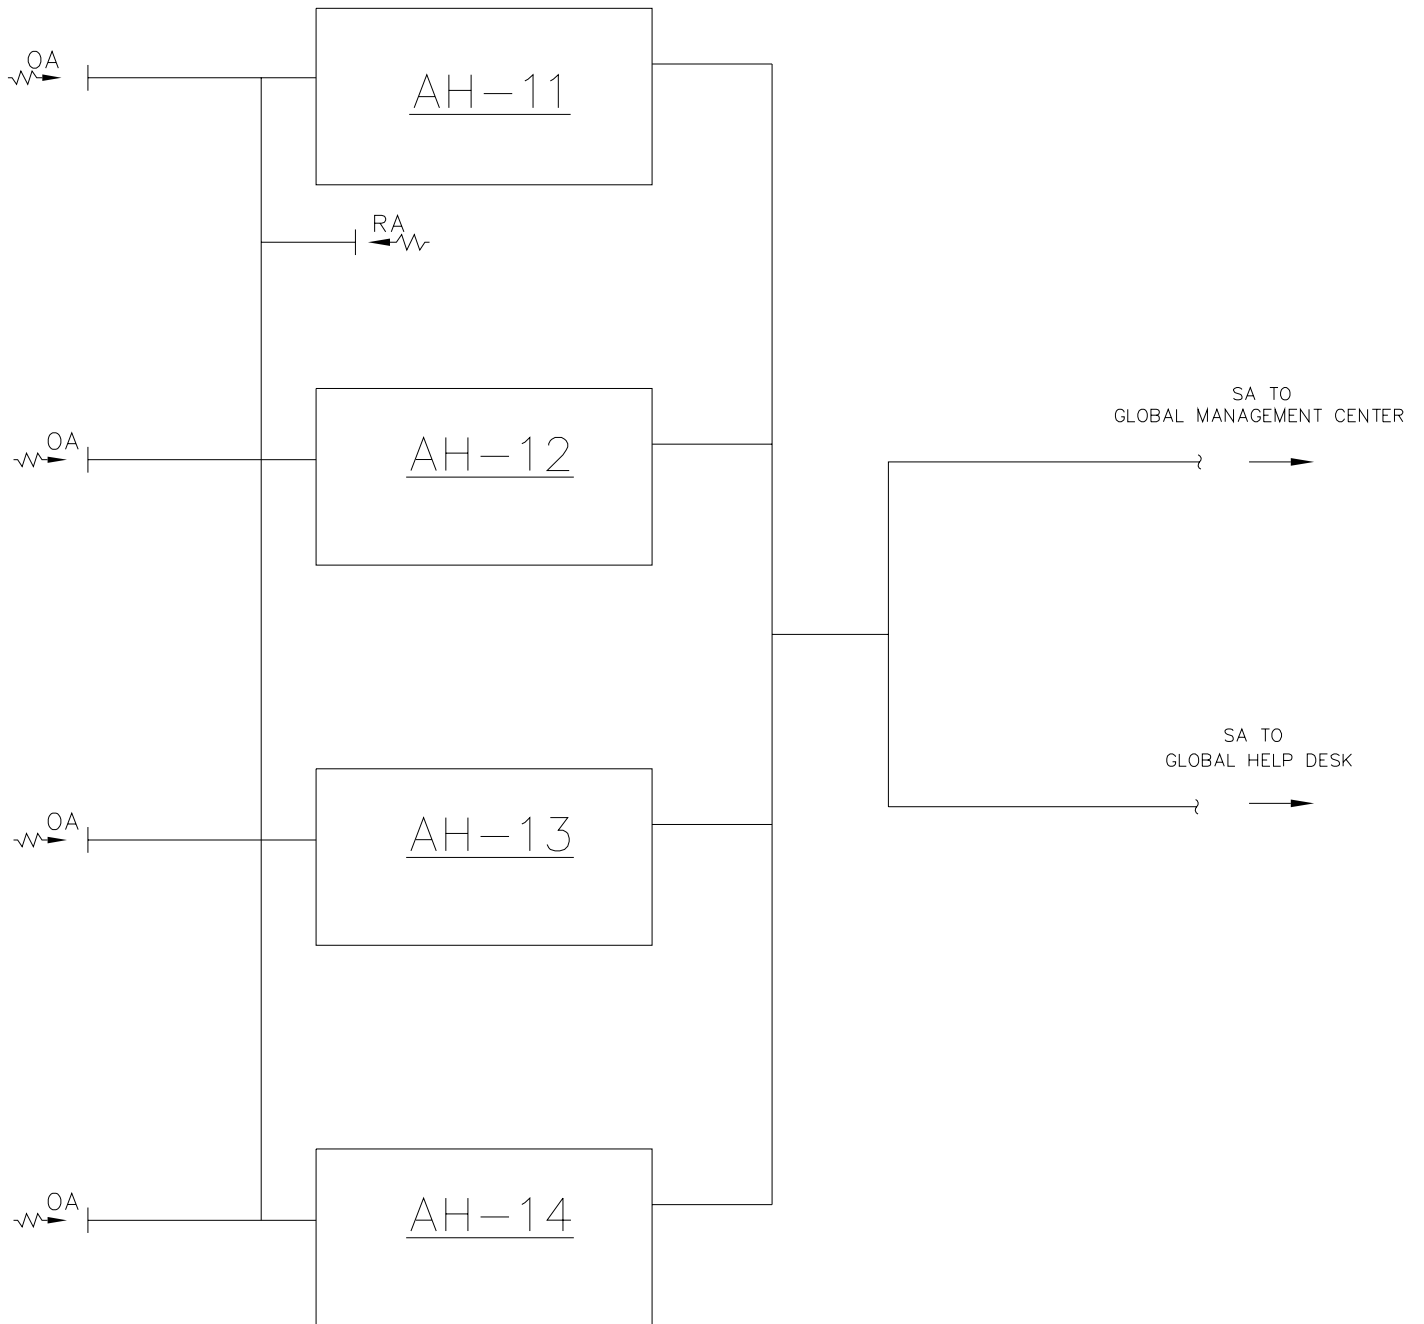 OA
AH-11
RA
SA TO
GLOBAL MANAGEMENT CENTER
OA
AH-12
SA TO
GLOBAL HELP DESK
OA
AH-13
OA
AH-14